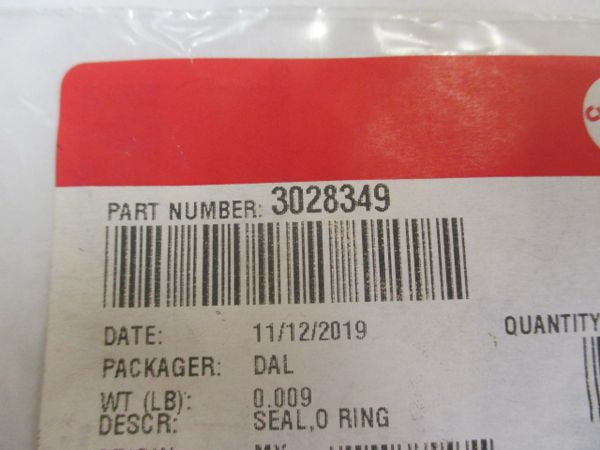 PART NUMBER: 3028349
DATE: 11/12/2019
QUANTITY
PACKAGER: DAL
WT (LB): 0.009
DESCR: SEAL,O RING